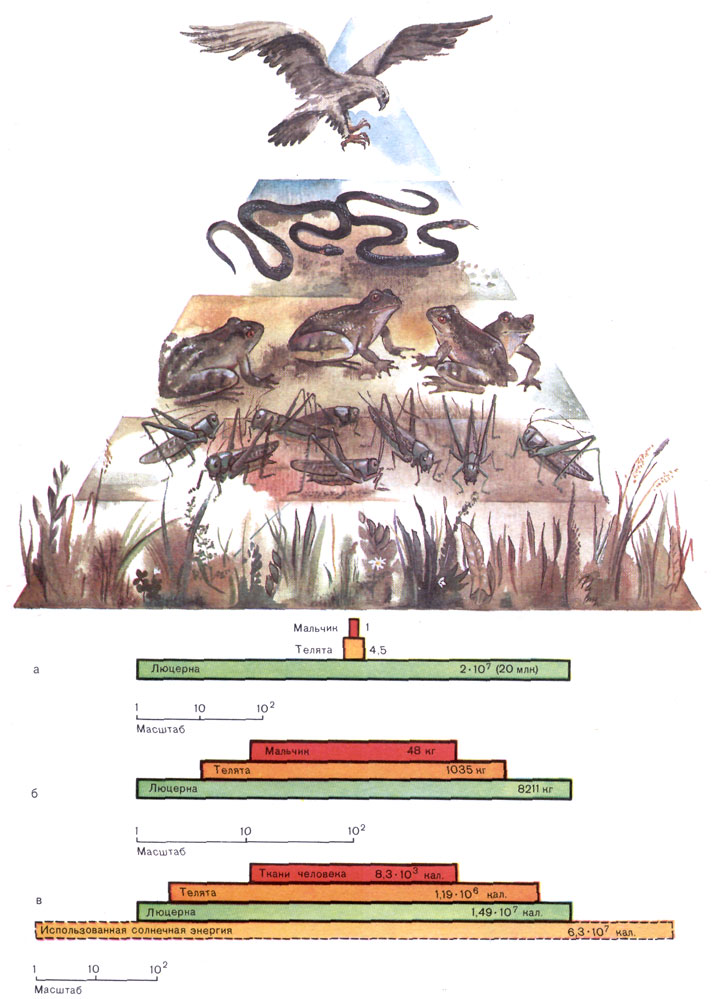 Мальчик 1
Телята 4,5
а Люцерна 2·10⁷ (20 млн)
1 10 10²
Масштаб
Мальчик 48 кг
Телята 1035 кг
б Люцерна 8211 кг
1 10 10²
Масштаб
Ткани человека 8,3·10³ кал.
Телята 1,19·10⁶ кал.
в Люцерна 1,49·10⁷ кал.
Использованная солнечная энергия 6,3·10⁷ кал.
1 10 10²
Масштаб